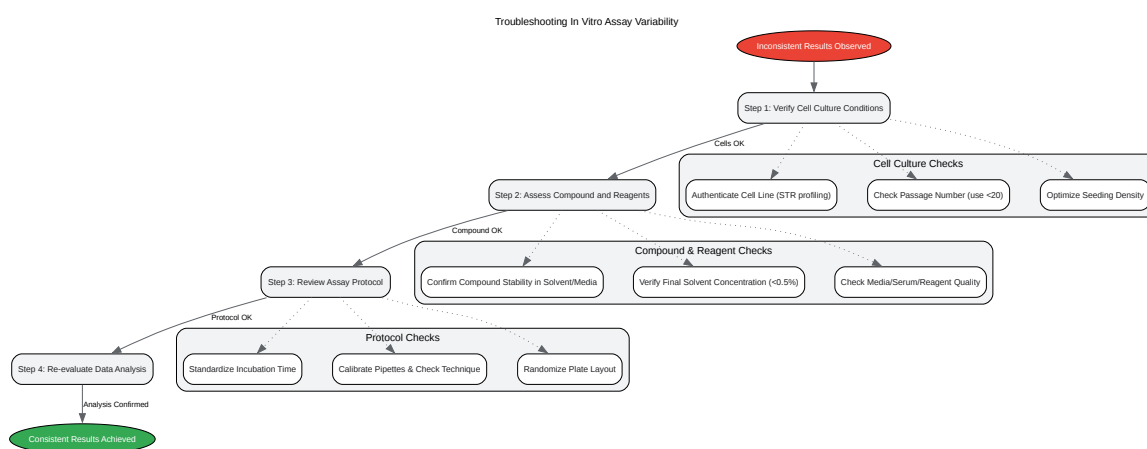 Troubleshooting In Vitro Assay Variability
Inconsistent Results Observed
Step 1: Verify Cell Culture Conditions
Cells OK
Cell Culture Checks
Authenticate Cell Line (STR profiling)
Check Passage Number (use <20)
Optimize Seeding Density
Step 2: Assess Compound and Reagents
Compound OK
Compound & Reagent Checks
Confirm Compound Stability in Solvent/Media
Verify Final Solvent Concentration (<0.5%)
Check Media/Serum/Reagent Quality
Step 3: Review Assay Protocol
Protocol OK
Protocol Checks
Standardize Incubation Time
Calibrate Pipettes & Check Technique
Randomize Plate Layout
Step 4: Re-evaluate Data Analysis
Analysis Confirmed
Consistent Results Achieved